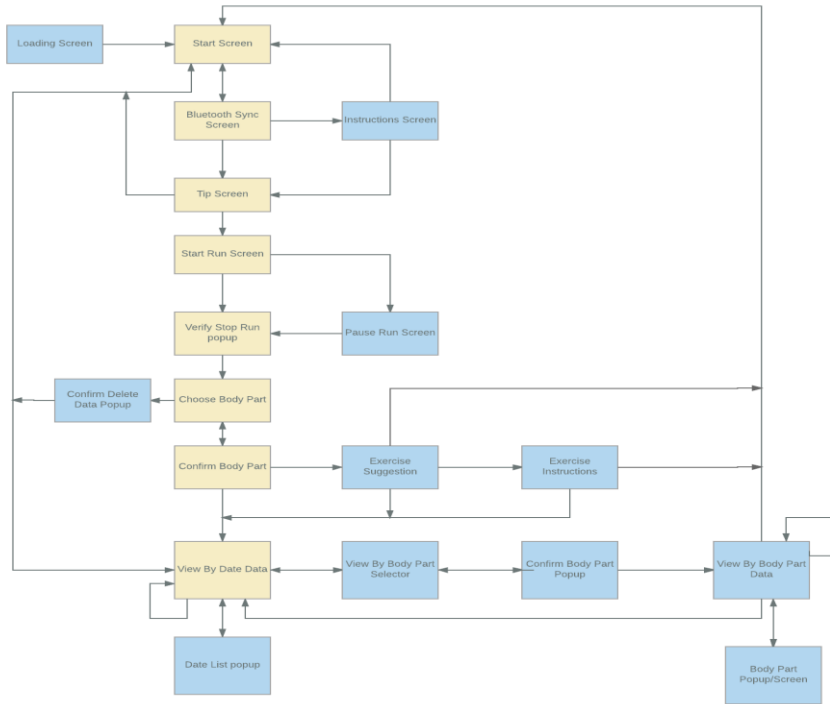 Loading Screen
Start Screen
Bluetooth Sync
Screen
Instructions Screen
Tip Screen
Start Run Screen
Verify Stop Run
popup
Pause Run Screen
Confirm Delete
Data Popup
Choose Body Part
Confirm Body Part
Exercise
Suggestion
Exercise
Instructions
View By Date Data
View By Body Part
Selector
Confirm Body Part
Popup
View By Body Part
Data
Date List popup
Body Part
Popup/Screen